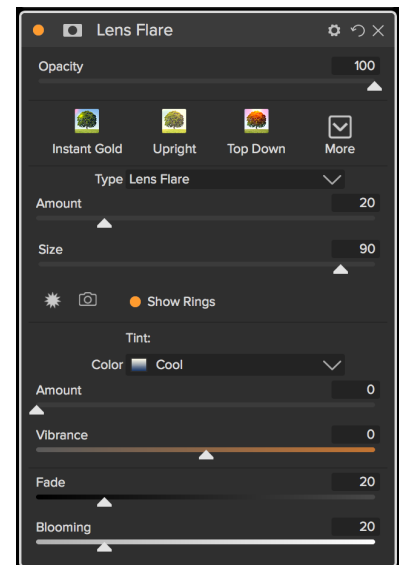 Lens Flare
Opacity 100
Instant Gold Upright Top Down More
Type Lens Flare
Amount 20
Size 90
Show Rings
Tint:
Color Cool
Amount 0
Vibrance 0
Fade 20
Blooming 20